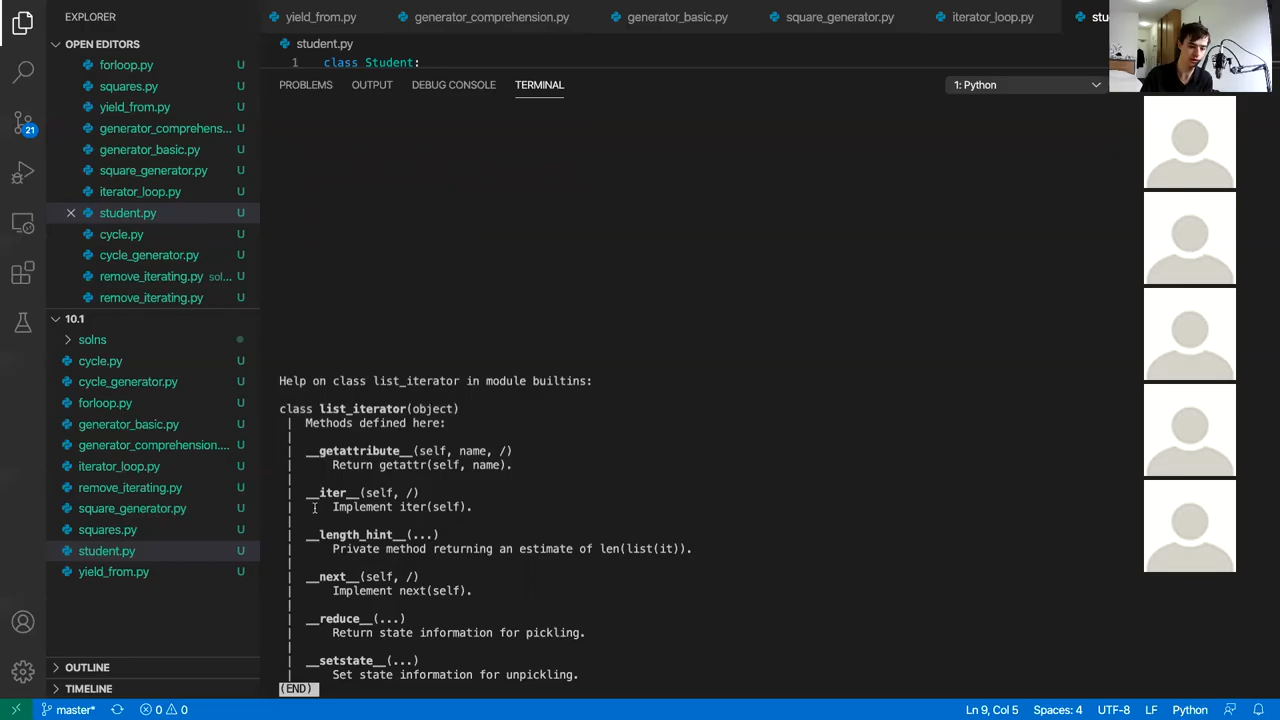 EXPLORER
OPEN EDITORS
forloop.py U
squares.py U
yield_from.py U
generator_comprehens... U
generator_basic.py U
square_generator.py U
iterator_loop.py U
student.py U
cycle.py U
cycle_generator.py U
remove_iterating.py sol... U
remove_iterating.py U
10.1
solns
cycle.py U
cycle_generator.py U
forloop.py U
generator_basic.py U
generator_comprehension.... U
iterator_loop.py U
remove_iterating.py U
square_generator.py U
squares.py U
student.py U
yield_from.py U
OUTLINE
TIMELINE
21
yield_from.py generator_comprehension.py generator_basic.py square_generator.py iterator_loop.py stu
student.py
1 class Student:
PROBLEMS OUTPUT DEBUG CONSOLE TERMINAL 1: Python
Help on class list_iterator in module builtins:
class list_iterator(object)
| Methods defined here:
|
| __getattribute__(self, name, /)
| Return getattr(self, name).
|
| __iter__(self, /)
| Implement iter(self).
|
| __length_hint__(...)
| Private method returning an estimate of len(list(it)).
|
| __next__(self, /)
| Implement next(self).
|
| __reduce__(...)
| Return state information for pickling.
|
| __setstate__(...)
| Set state information for unpickling.
(END)
master* 0 0 Ln 9, Col 5 Spaces: 4 UTF-8 LF Python